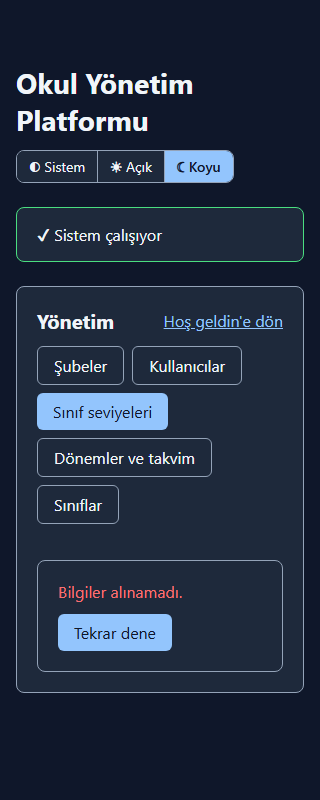 Okul Yönetim
Platformu
◐ Sistem ☀ Açık ☾ Koyu
✓ Sistem çalışıyor
Yönetim Hoş geldin'e dön
Şubeler Kullanıcılar
Sınıf seviyeleri
Dönemler ve takvim
Sınıflar
Bilgiler alınamadı.
Tekrar dene